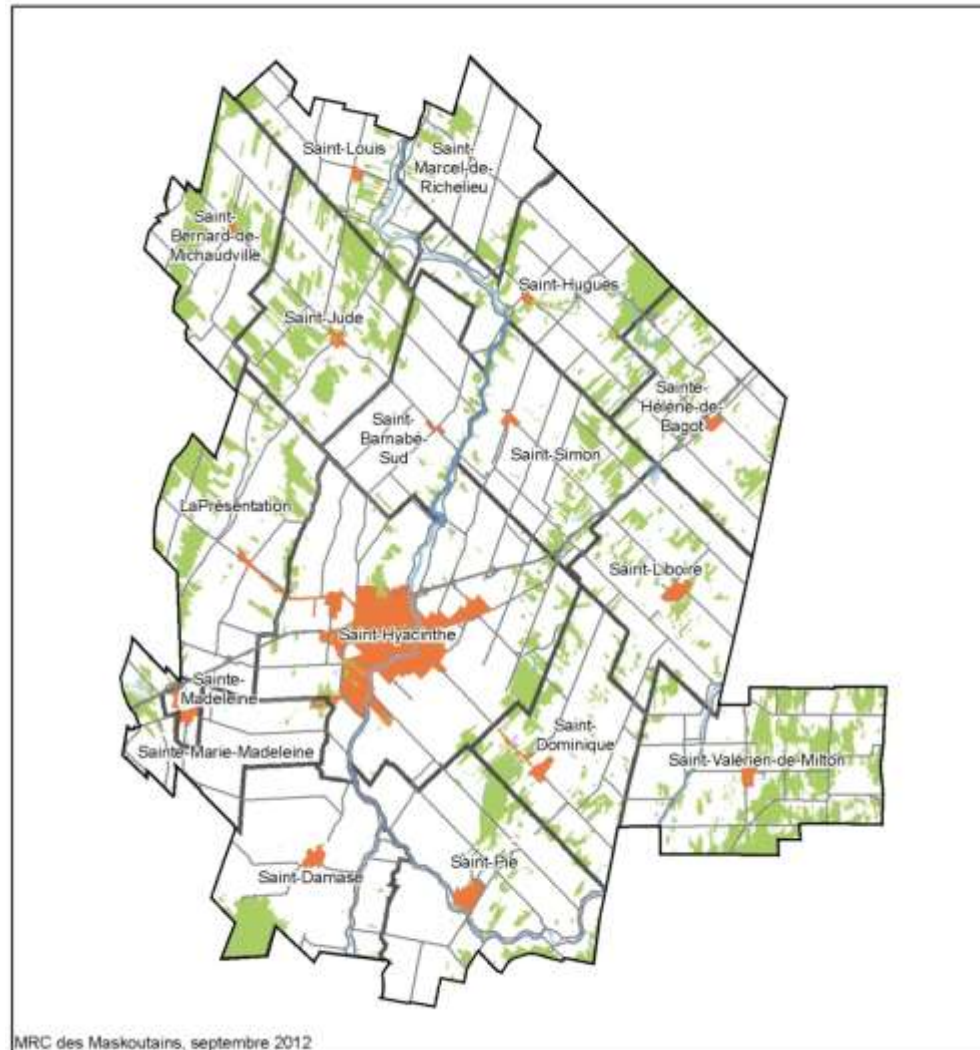 Saint-Louis
Saint-
Marcel-de-
Richelieu
Saint-
Bernard-de-
Michaudville
Saint-Hugues
Saint-Jude
Sainte-
Hélène-de-
Bagot
Saint-
Barnabé-
Sud
Saint-Simon
LaPrésentation
Saint-Liboire
Saint-Hyacinthe
Sainte-
Madeleine
Saint-
Dominique
Sainte-Marie-Madeleine
Saint-Valérien-de-Milton
Saint-Pie
Saint-Damase
MRC des Maskoutains, septembre 2012